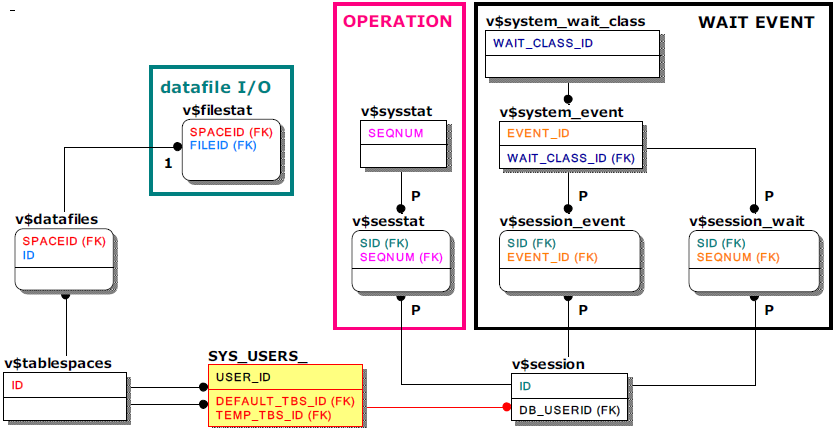 OPERATION
v$system_wait_class
WAIT EVENT
WAIT_CLASS_ID
datafile I/O
v$filestat
SPACEID (FK)
FILEID (FK)
1
v$sysstat
SEQNUM
v$system_event
EVENT_ID
WAIT_CLASS_ID (FK)
P
P
P
v$datafiles
SPACEID (FK)
ID
v$sesstat
SID (FK)
SEQNUM (FK)
v$session_event
SID (FK)
EVENT_ID (FK)
v$session_wait
SID (FK)
SEQNUM (FK)
P
P
P
v$tablespaces
ID
SYS_USERS_
USER_ID
DEFAULT_TBS_ID (FK)
TEMP_TBS_ID (FK)
v$session
ID
DB_USERID (FK)